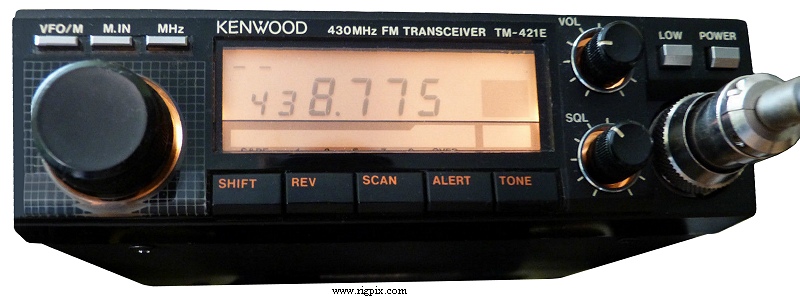 VFO/M M.IN MHz
KENWOOD 430MHz FM TRANSCEIVER TM-421E
VOL
LOW POWER
438.775
SQL
SHIFT REV SCAN ALERT TONE
www.rigpix.com